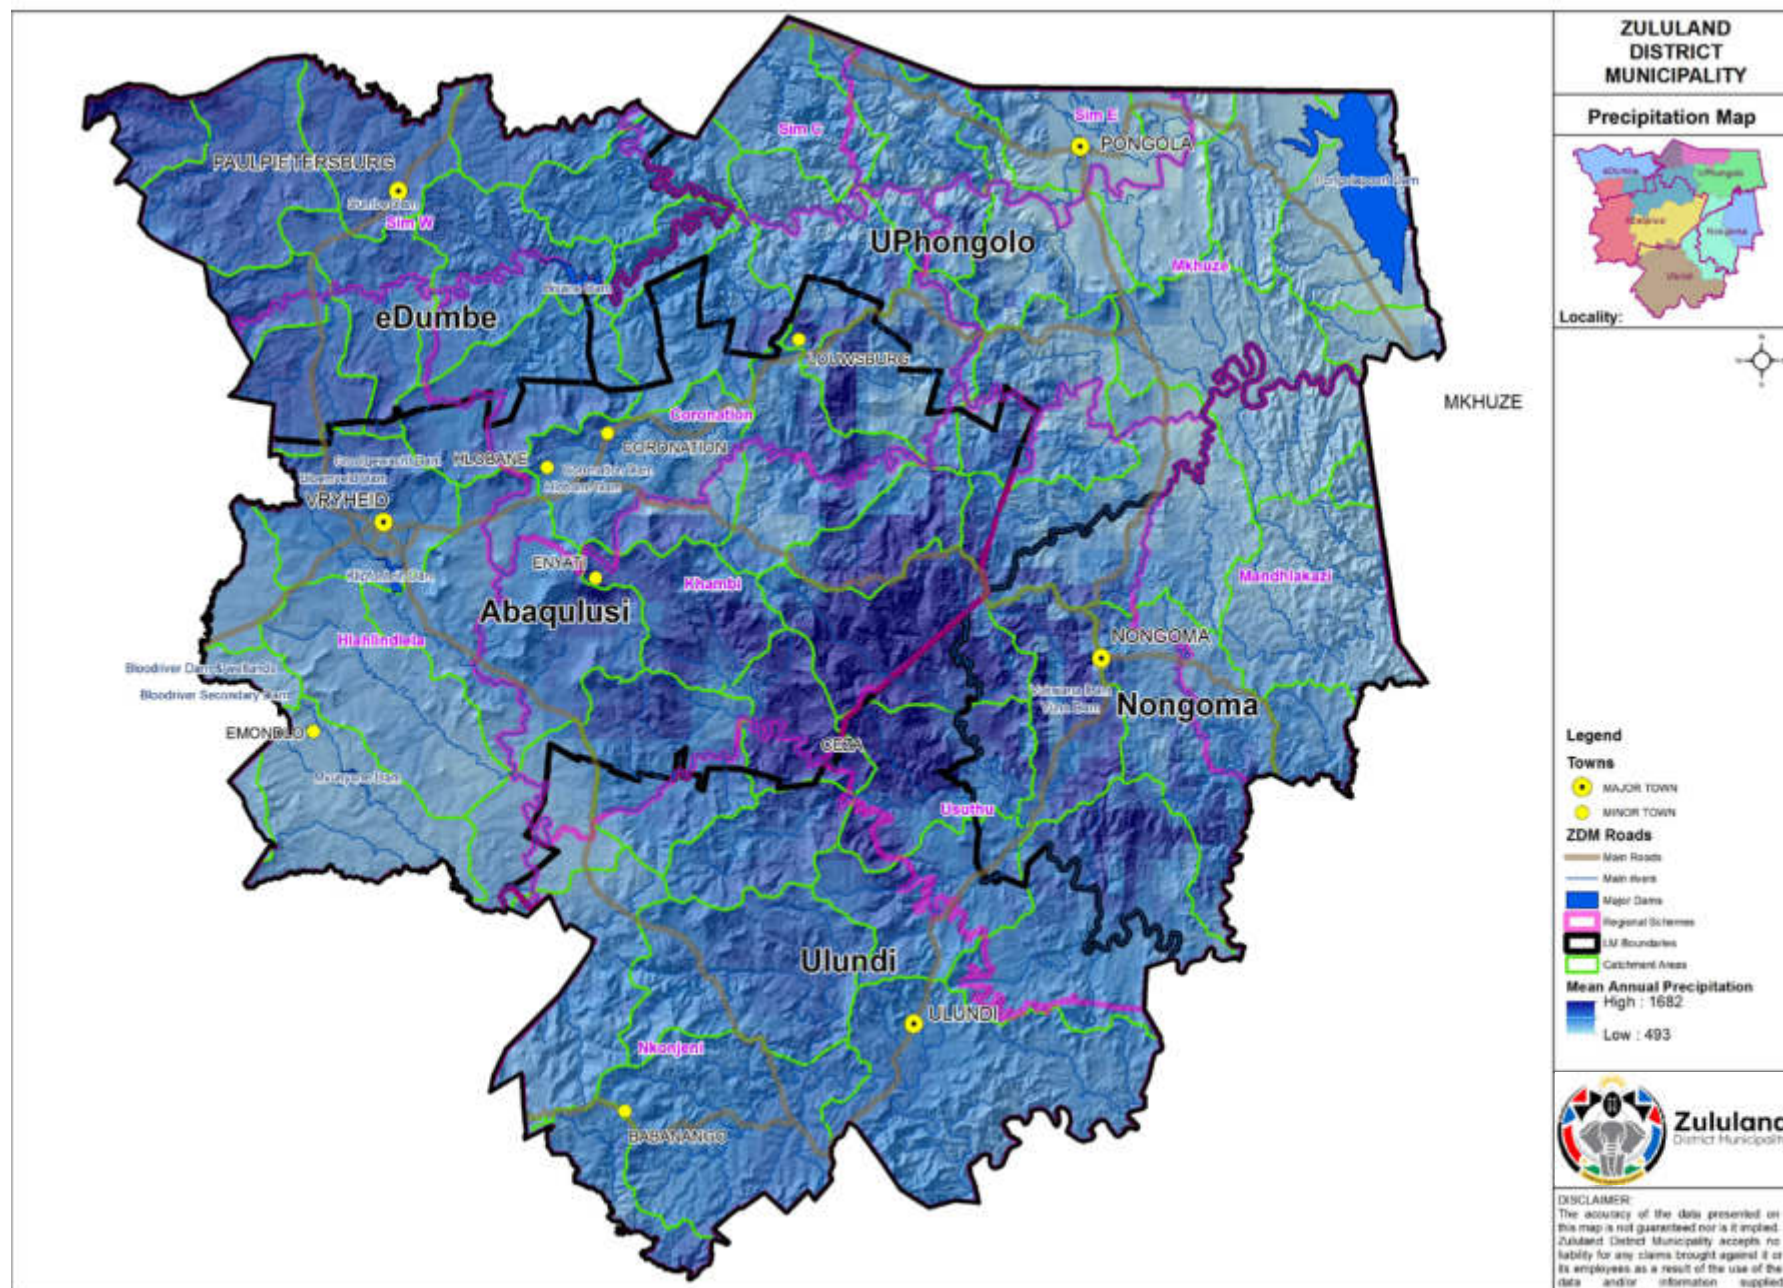 ZULULAND
DISTRICT
MUNICIPALITY
Precipitation Map
UPhongolo
Nongoma
Ulundi
Locality:
PAULPIETERSBURG
Sim W
Sim C
Sim E
PONGOLA
UPhongolo
Mkhuze
eDumbe
LOUWSBURG
MKHUZE
Coronation
CORONATION
HLOBANE
VRYHEID
ENYATI
Khambi
Mandhlakazi
Abaqulusi
Hlahlindlela
NONGOMA
Bloodriver Secondary Dam
Nongoma
EMONDLO
CEZA
Usuthu
Ulundi
ULUNDI
Nkonjeni
BABANANGO
Legend
Towns
MAJOR TOWN
MINOR TOWN
ZDM Roads
Main Roads
Main rivers
Major Dams
Regional Schemes
LM Boundaries
Catchment Areas
Mean Annual Precipitation
High : 1682
Low : 493
Zululand
District Municipalit
DISCLAIMER:
The accuracy of the data presented on
this map is not guaranteed nor is it implied.
Zululand District Municipality accepts no
liability for any claims brought against it or
its employees as a result of the use of the
data and/or information supplied